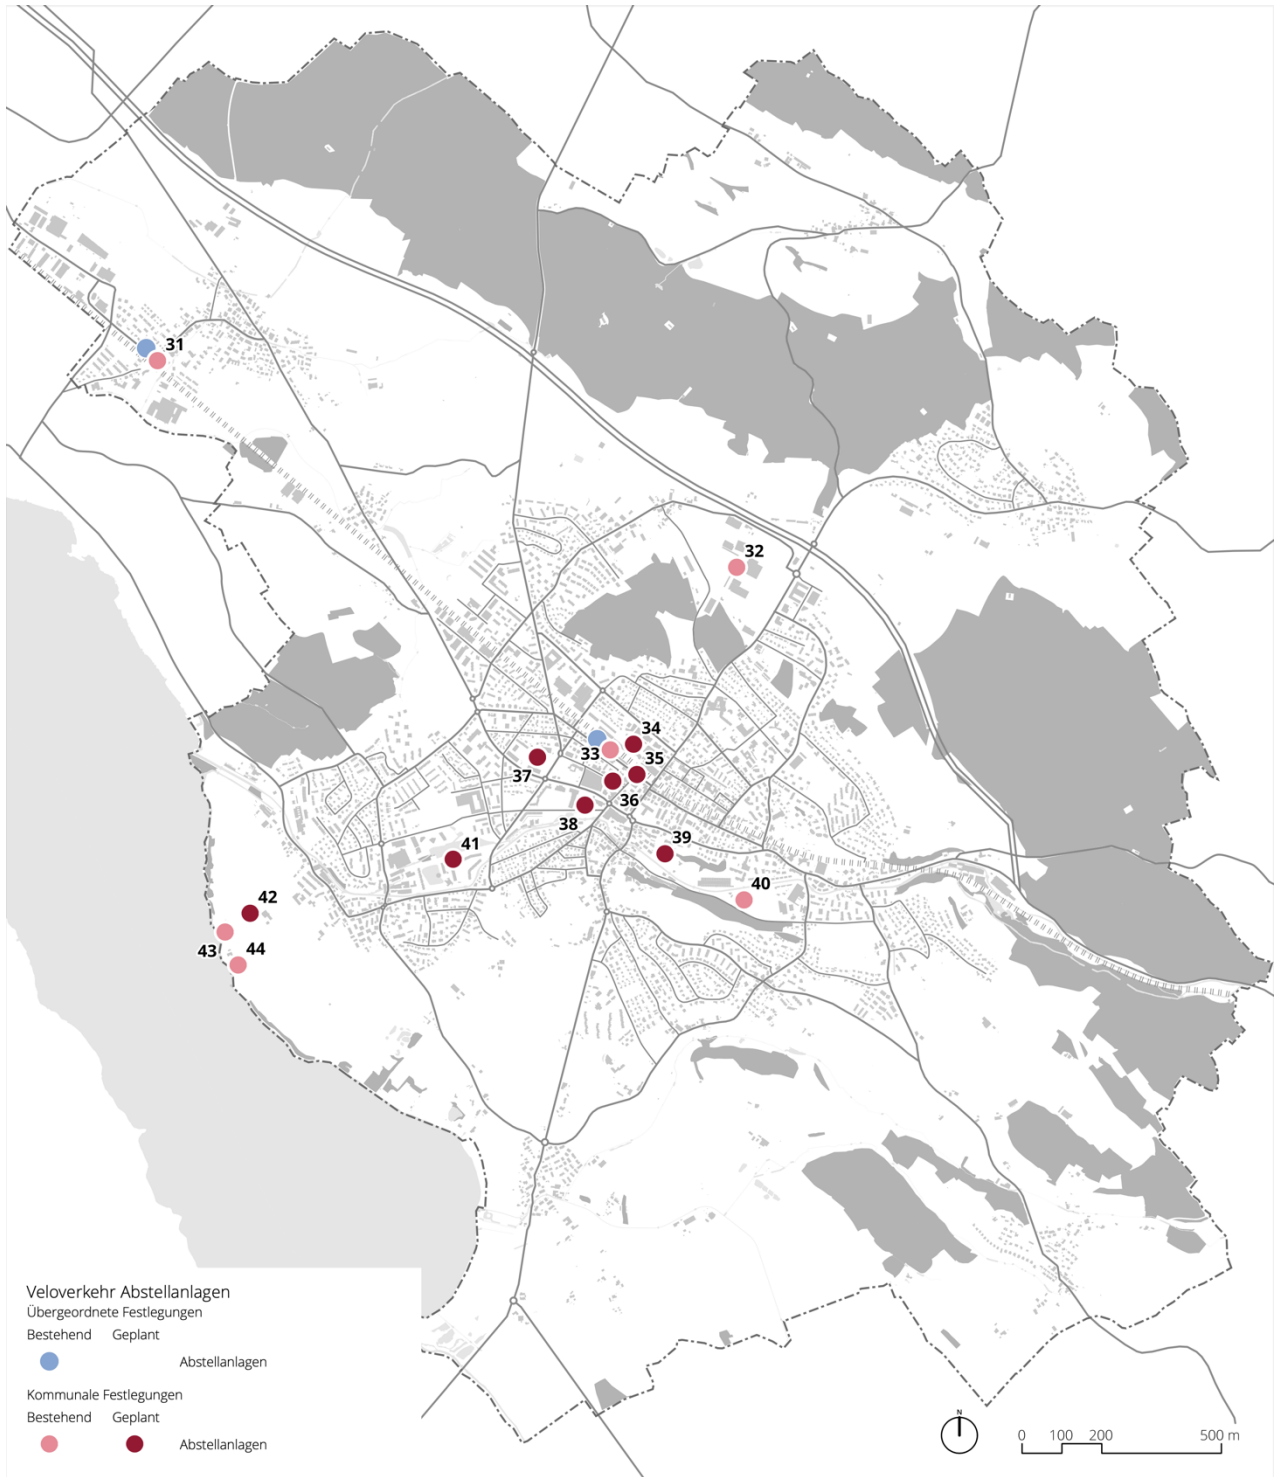 31
32
34
33
35
37
36
38
39
41
40
42
43
44
Veloverkehr Abstellanlagen
Übergeordnete Festlegungen
Bestehend Geplant
Abstellanlagen
Kommunale Festlegungen
Bestehend Geplant
Abstellanlagen
N
0 100 200 500 m